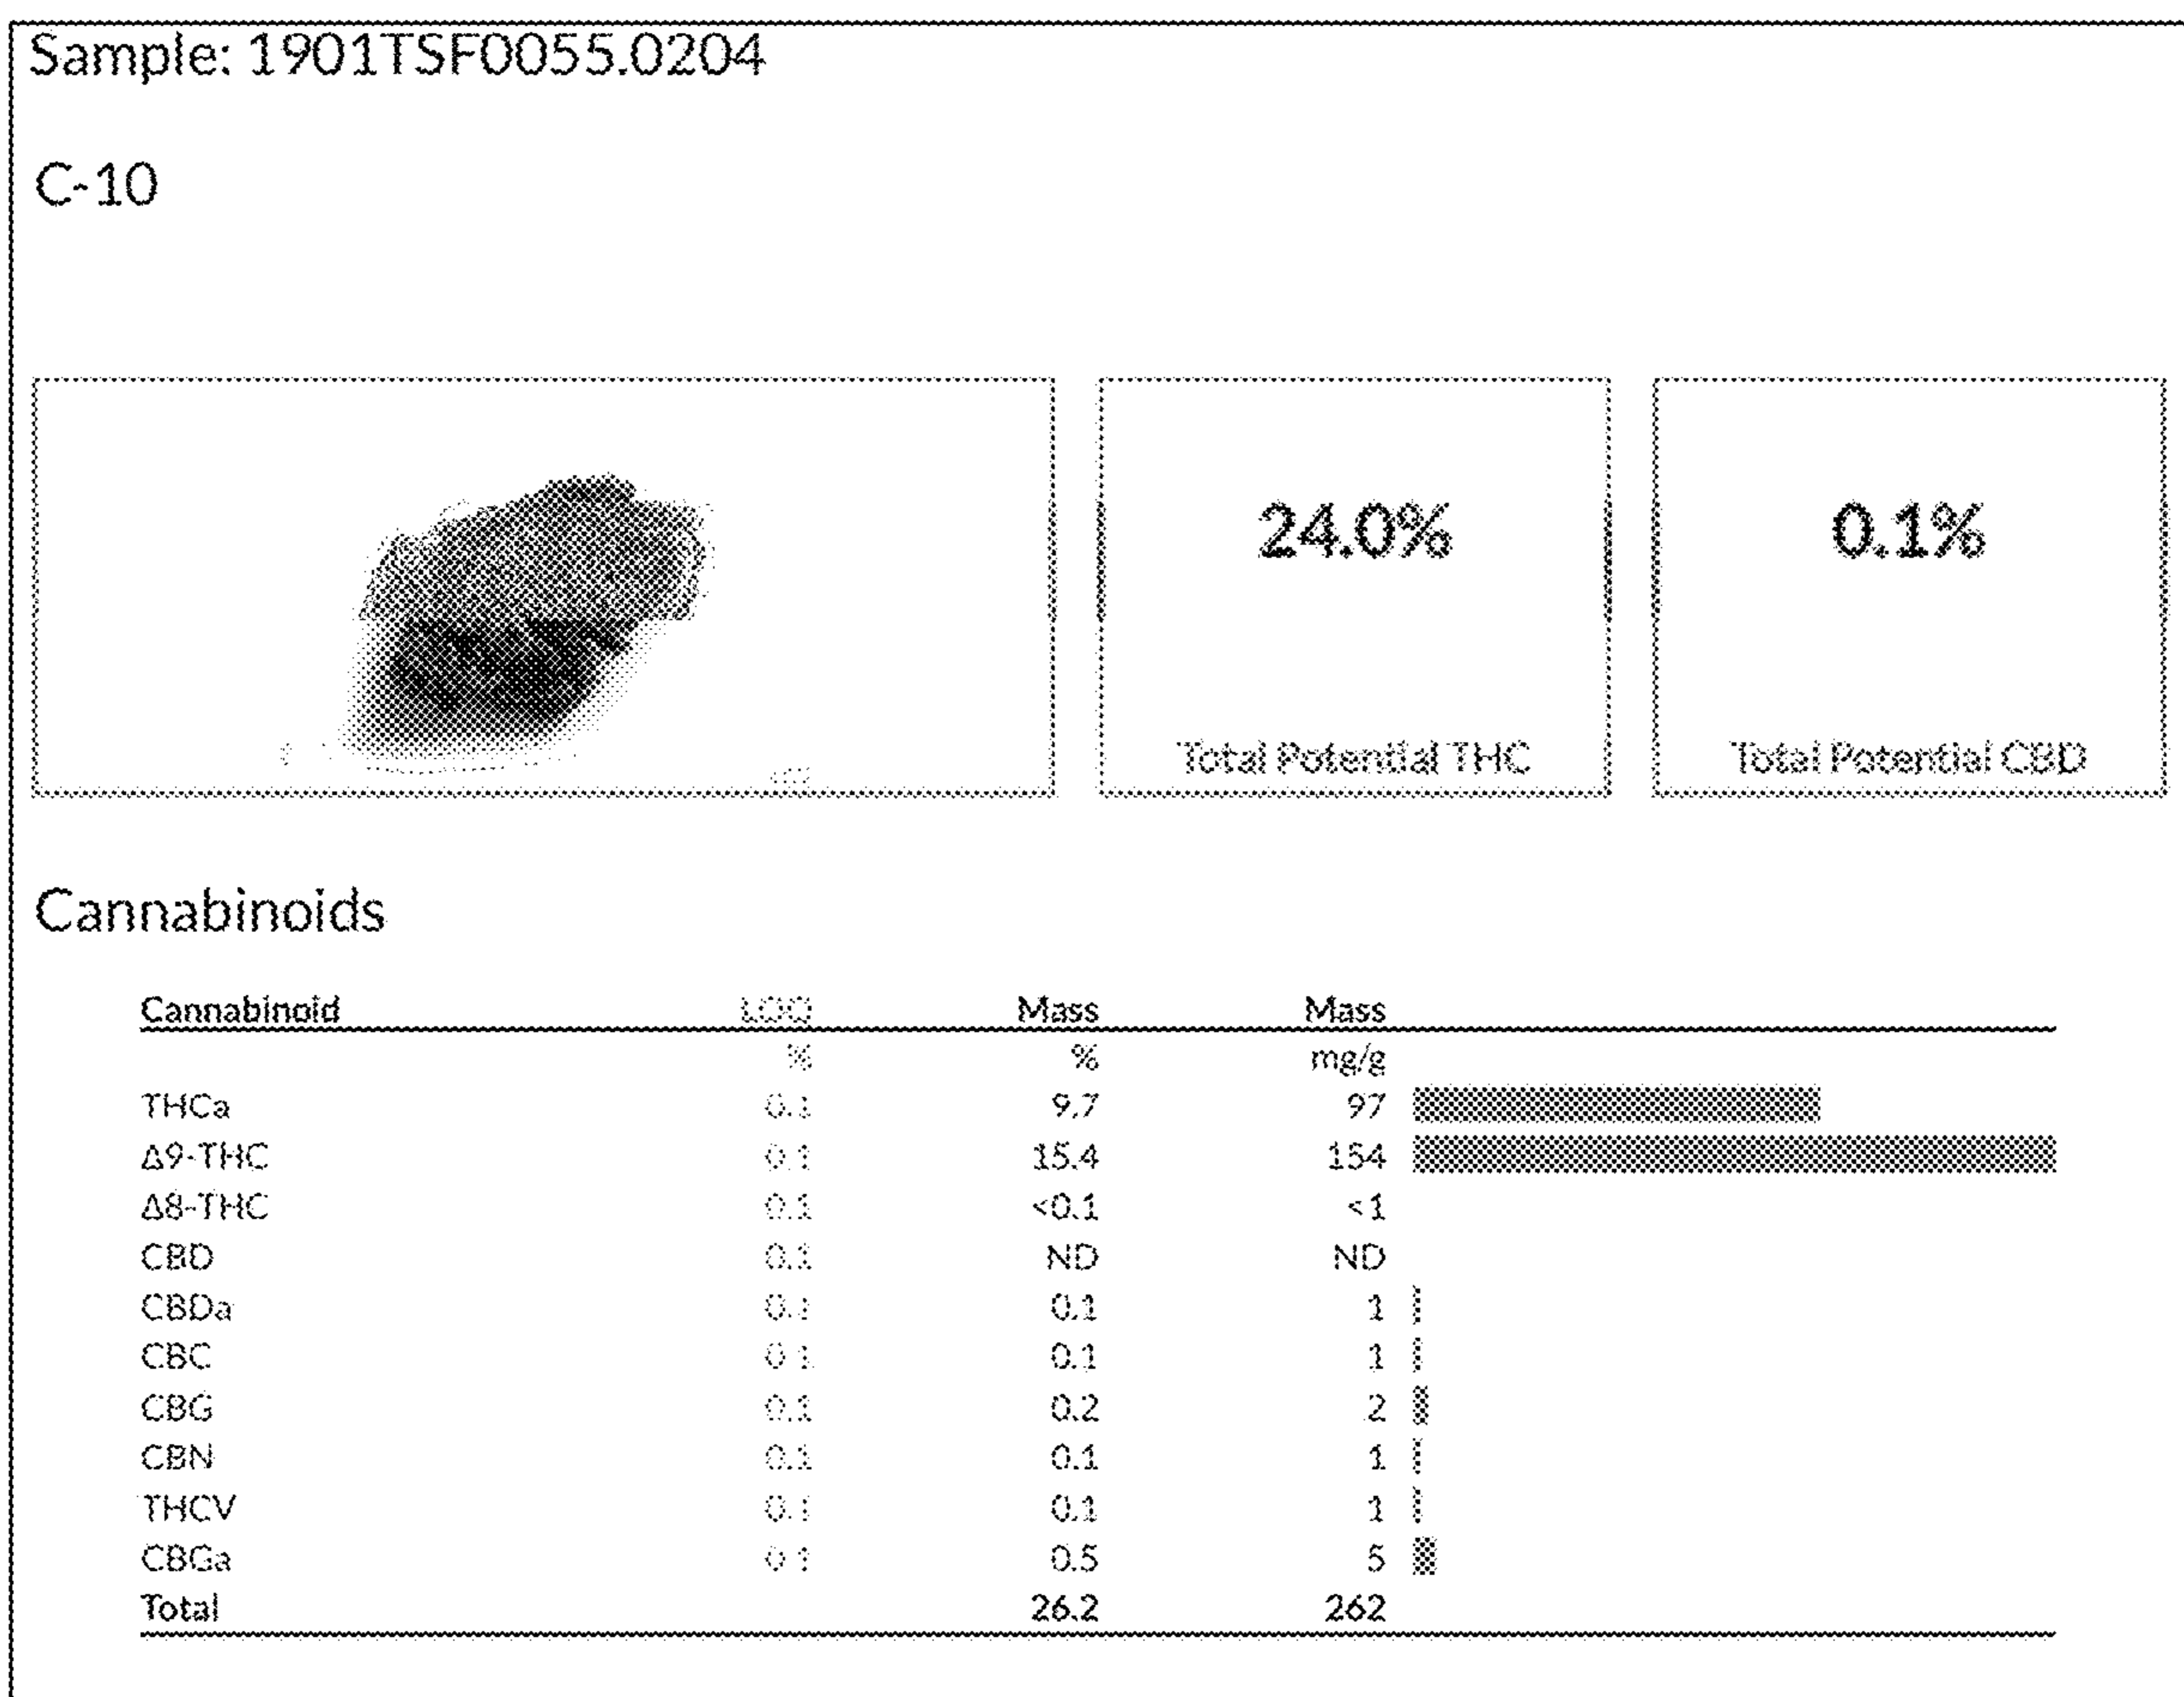 Sample: 1901TSF0055.0204
C-10
24.0%
Total Potential THC
0.1%
Total Potential CBD
Cannabinoids
Cannabinoid LOQ Mass Mass
% % mg/g
THCa 0.1 9.7 97
Δ9-THC 0.1 15.4 154
Δ8-THC 0.1 <0.1 <1
CBD 0.1 ND ND
CBDa 0.1 0.1 1
CBC 0.1 0.1 1
CBG 0.1 0.2 2
CBN 0.1 0.1 1
THCV 0.1 0.1 1
CBGa 0.1 0.5 5
Total 26.2 262